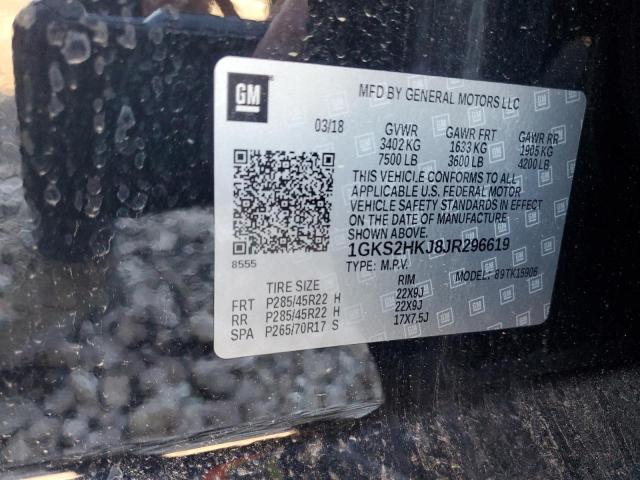 GM
MFD BY GENERAL MOTORS LLC
03/18 GVWR GAWR FRT GAWR RR
3402 KG 1633 KG 1905 KG
7500 LB 3600 LB 4200 LB
THIS VEHICLE CONFORMS TO ALL
APPLICABLE U.S. FEDERAL MOTOR
VEHICLE SAFETY STANDARDS IN EFFECT
ON THE DATE OF MANUFACTURE
SHOWN ABOVE.
1GKS2HKJ8JR296619
8555
TYPE: M.P.V. 89TK15906
TIRE SIZE RIM
FRT P285/45R22 H 22X9J
RR P285/45R22 H 22X9J
SPA P265/70R17 S 17X7.5J